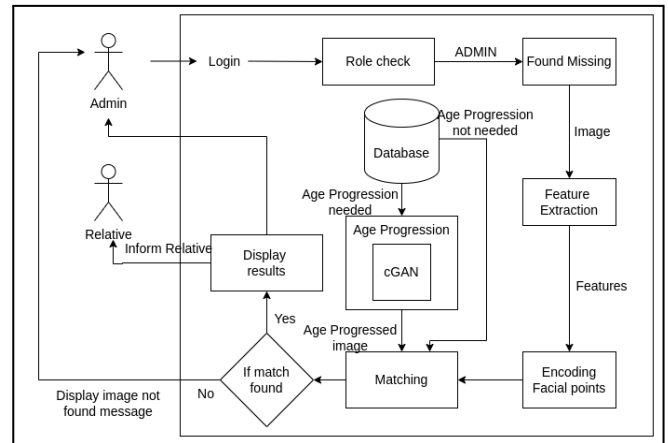 Admin
Login
Role check
ADMIN
Found Missing
Image
Database
Age Progression
not needed
Age Progression
needed
Feature
Extraction
Relative
Inform Relative
Display
results
Age Progression
cGAN
Features
Yes
Age Progressed
image
If match
found
Matching
Encoding
Facial points
No
Display image not
found message